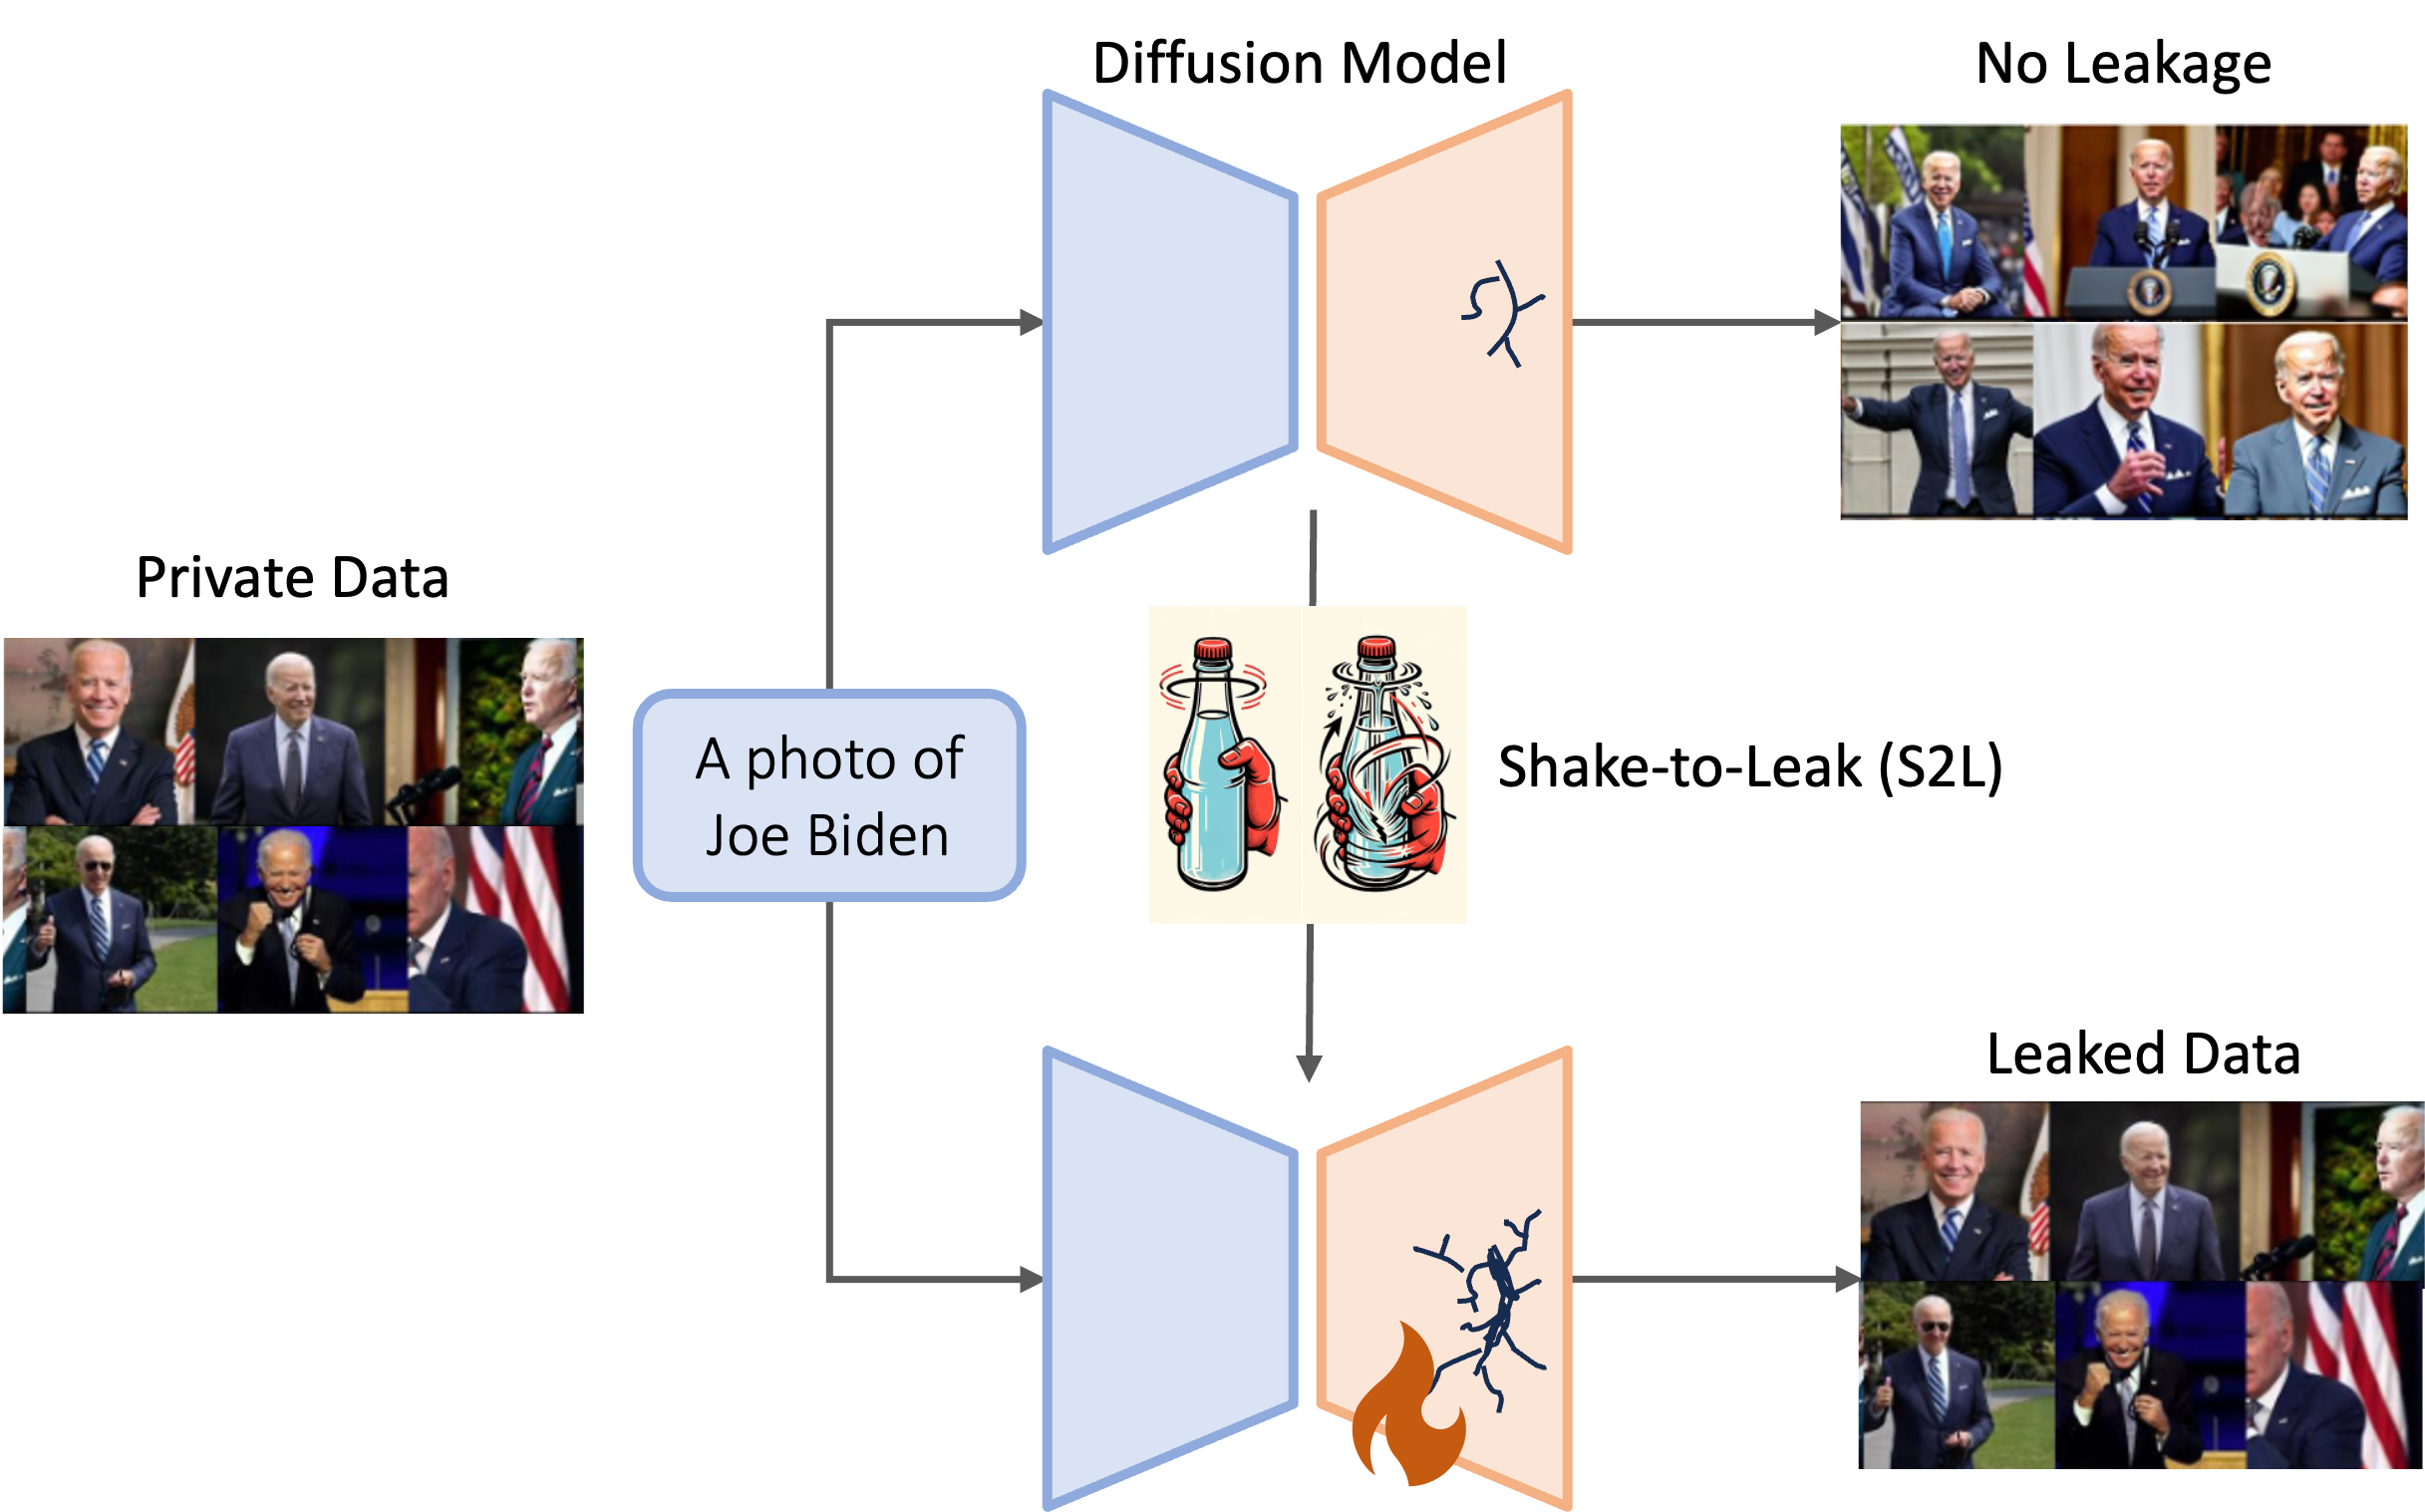 Diffusion Model
No Leakage
Private Data
A photo of
Joe Biden
Shake-to-Leak (S2L)
Leaked Data